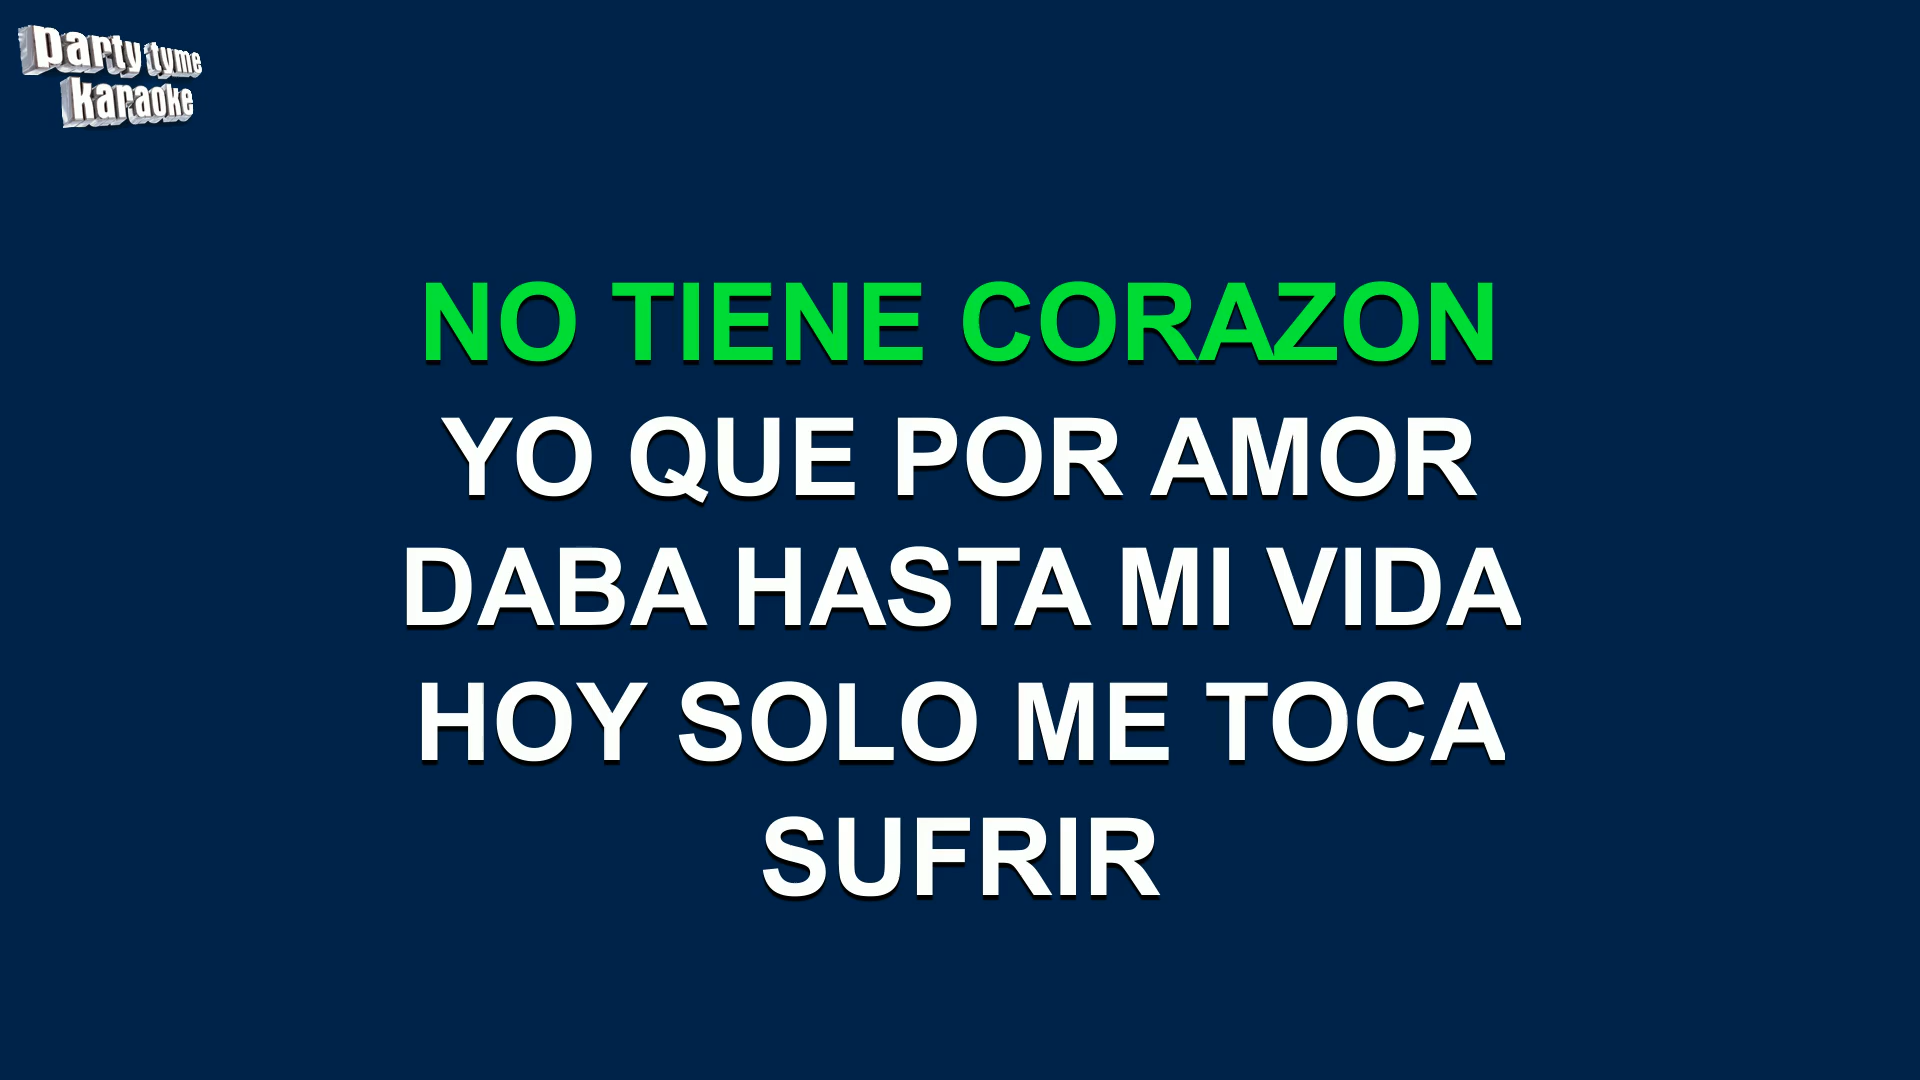 party tyme
karaoke
NO TIENE CORAZON
YO QUE POR AMOR
DABA HASTA MI VIDA
HOY SOLO ME TOCA
SUFRIR